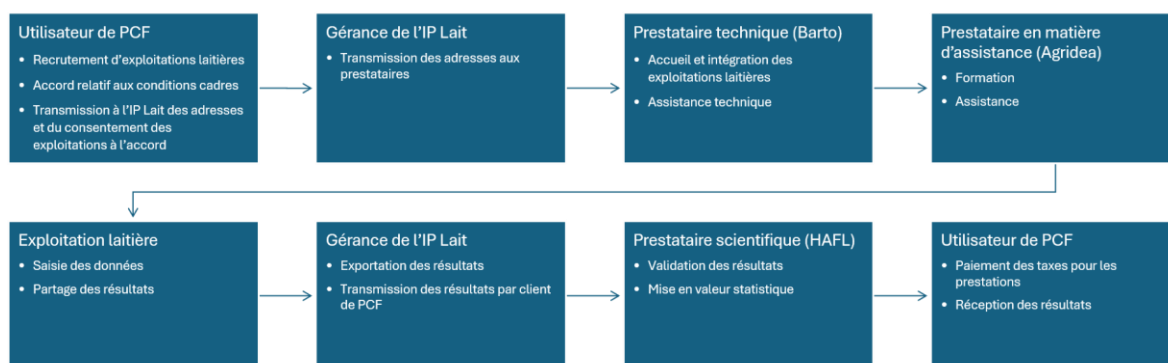 Utilisateur de PCF
• Recrutement d'exploitations laitières
• Accord relatif aux conditions cadres
• Transmission à l'IP Lait des adresses
et du consentement des
exploitations à l'accord
Gérance de l'IP Lait
• Transmission des adresses aux
prestataires
Prestataire technique (Barto)
• Accueil et intégration des
exploitations laitières
• Assistance technique
Prestataire en matière
d'assistance (Agridea)
• Formation
• Assistance
Exploitation laitière
• Saisie des données
• Partage des résultats
Gérance de l'IP Lait
• Exportation des résultats
• Transmission des résultats par client
de PCF
Prestataire scientifique (HAFL)
• Validation des résultats
• Mise en valeur statistique
Utilisateur de PCF
• Paiement des taxes pour les
prestations
• Réception des résultats